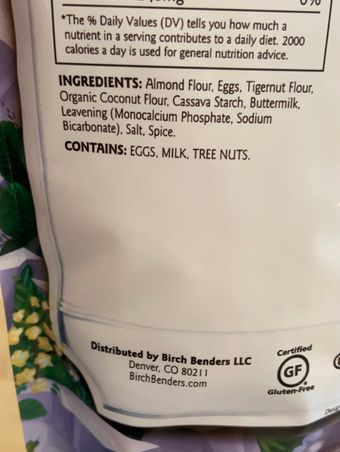 0%
*The % Daily Values (DV) tells you how much a
nutrient in a serving contributes to a daily diet. 2000
calories a day is used for general nutrition advice.
INGREDIENTS: Almond Flour, Eggs, Tigernut Flour,
Organic Coconut Flour, Cassava Starch, Buttermilk,
Leavening (Monocalcium Phosphate, Sodium
Bicarbonate), Salt, Spice.
CONTAINS: EGGS, MILK, TREE NUTS.
Distributed by Birch Benders LLC
Denver, CO 80211
BirchBenders.com
Certified
GF
Gluten-Free